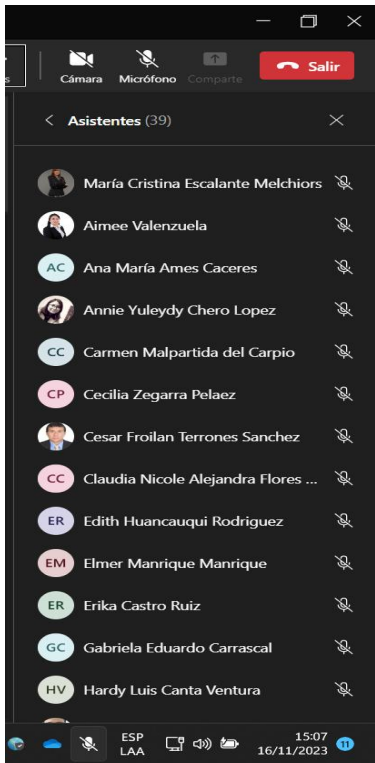 s
Cámara Micrófono Comparte Salir
Asistentes (39)
María Cristina Escalante Melchiors
Aimee Valenzuela
AC Ana María Ames Caceres
Annie Yuleydy Chero Lopez
CC Carmen Malpartida del Carpio
CP Cecilia Zegarra Pelaez
Cesar Froilan Terrones Sanchez
CC Claudia Nicole Alejandra Flores ...
ER Edith Huancauqui Rodriguez
EM Elmer Manrique Manrique
ER Erika Castro Ruiz
GC Gabriela Eduardo Carrascal
HV Hardy Luis Canta Ventura
ESP 15:07
LAA 16/11/2023 11